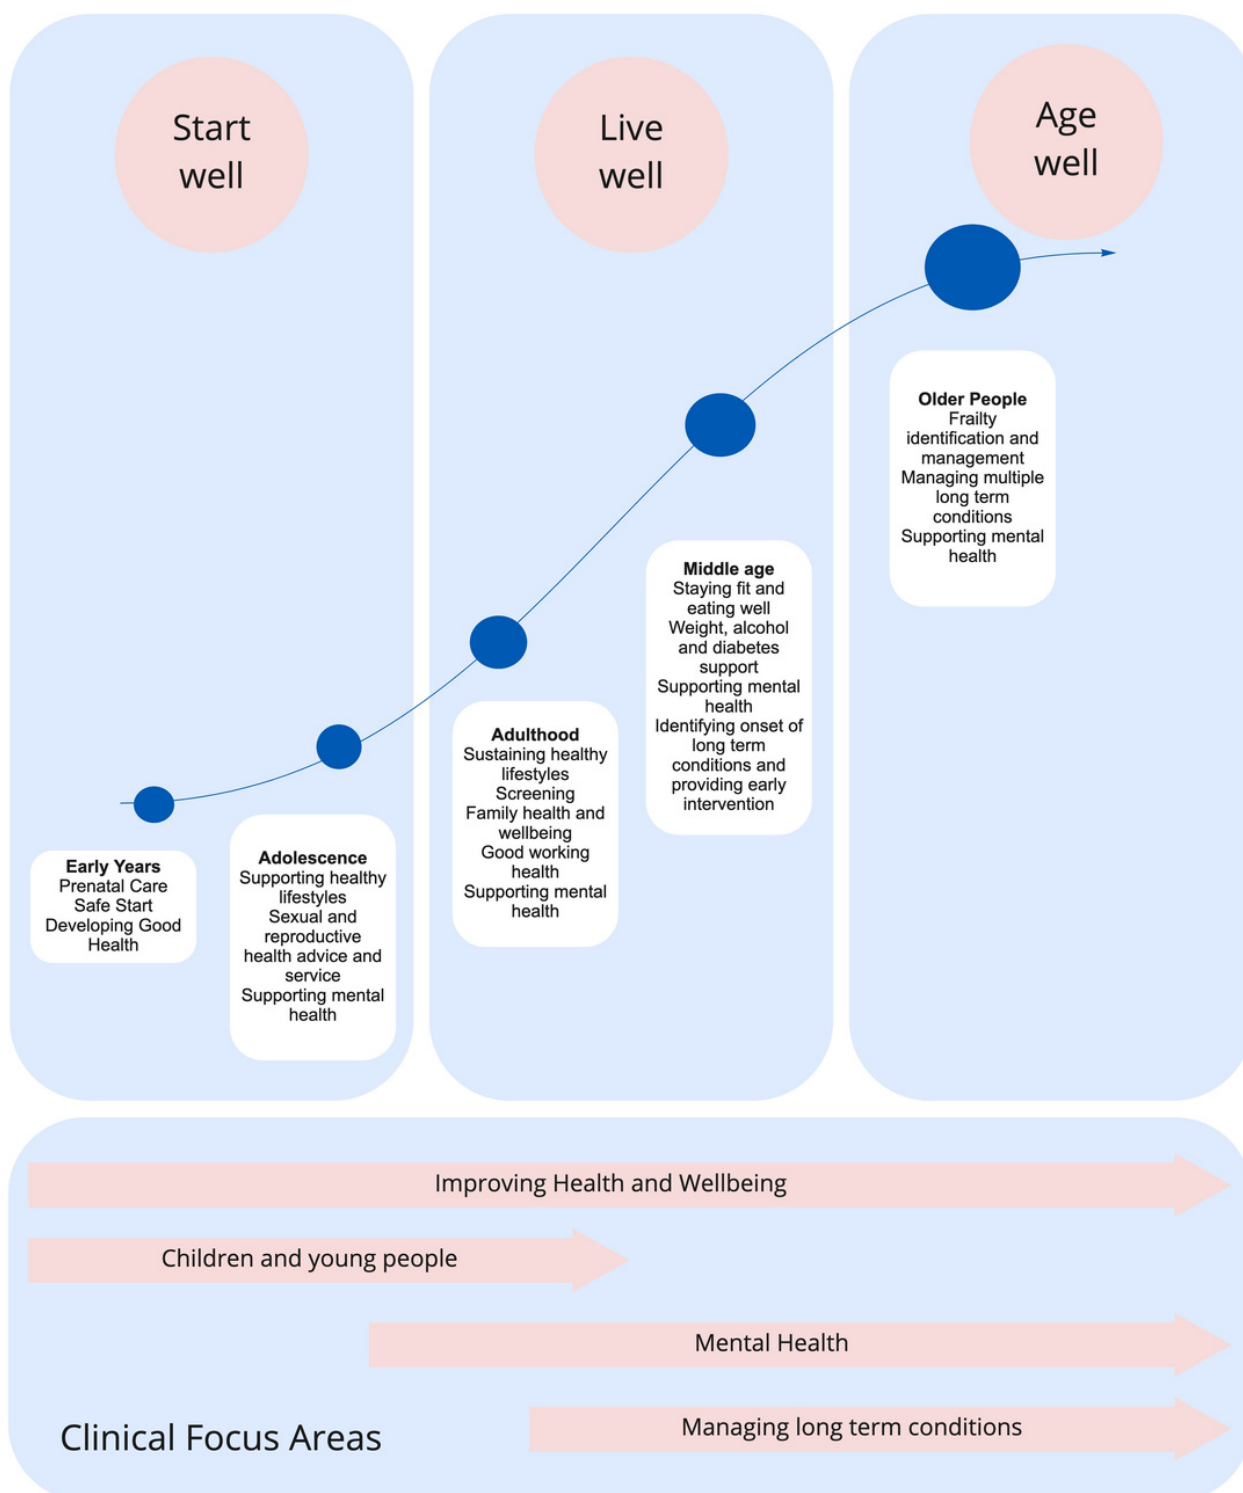 Start
well
Live
well
Age
well
Early Years
Prenatal Care
Safe Start
Developing Good
Health
Adolescence
Supporting healthy
lifestyles
Sexual and
reproductive
health advice and
service
Supporting mental
health
Adulthood
Sustaining healthy
lifestyles
Screening
Family health and
wellbeing
Good working
health
Supporting mental
health
Middle age
Staying fit and
eating well
Weight, alcohol
and diabetes
support
Supporting mental
health
Identifying onset of
long term
conditions and
providing early
intervention
Older People
Frailty
identification and
management
Managing multiple
long term
conditions
Supporting mental
health
Improving Health and Wellbeing
Children and young people
Mental Health
Managing long term conditions
Clinical Focus Areas